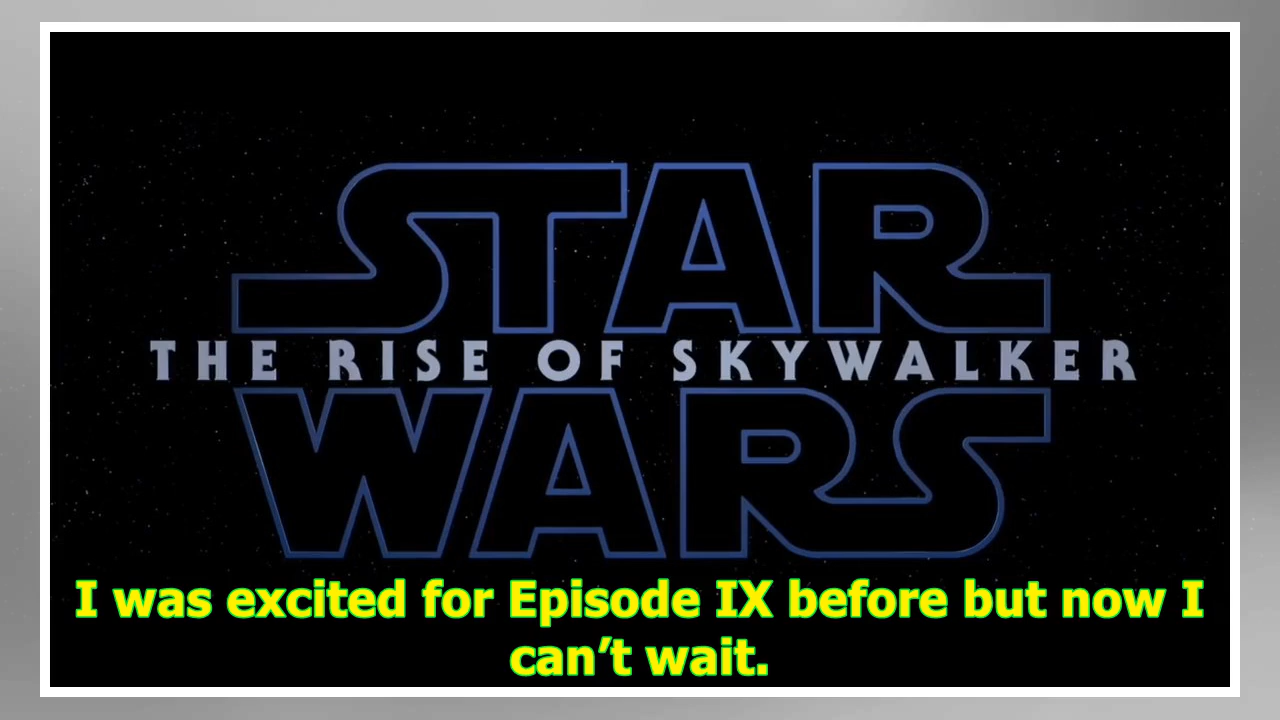 STAR
THE RISE OF SKYWALKER
WARS
I was excited for Episode IX before but now I
can’t wait.